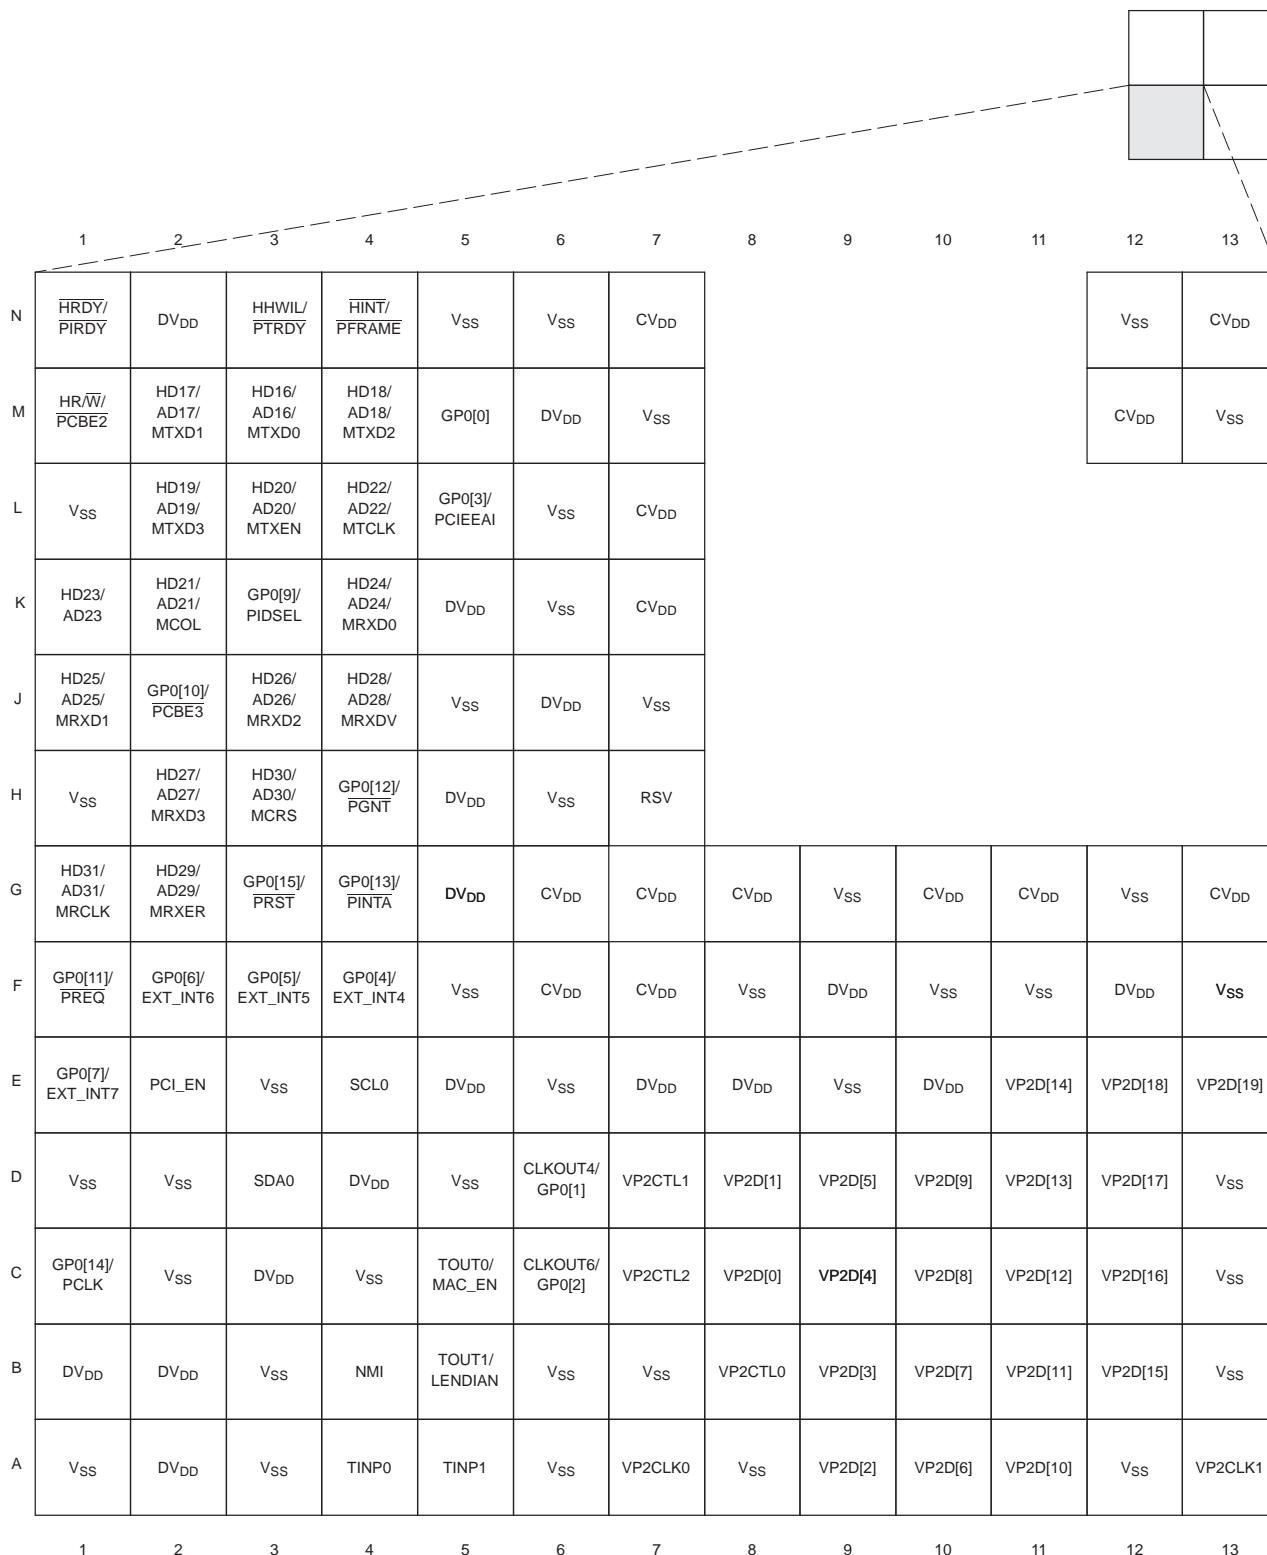 1 2 3 4 5 6 7 8 9 10 11 12 13
N HRDY/ PIRDY DVDD HHWIL/ PTRDY HINT/ PFRAME VSS VSS CVDD VSS CVDD
M HR/W/ PCBE2 HD17/ AD17/ MTXD1 HD16/ AD16/ MTXD0 HD18/ AD18/ MTXD2 GP0[0] DVDD VSS CVDD VSS
L VSS HD19/ AD19/ MTXD3 HD20/ AD20/ MTXEN HD22/ AD22/ MTCLK GP0[3]/ PCIEEAI VSS CVDD
K HD23/ AD23 HD21/ AD21/ MCOL GP0[9]/ PIDSEL HD24/ AD24/ MRXD0 DVDD VSS CVDD
J HD25/ AD25/ MRXD1 GP0[10]/ PCBE3 HD26/ AD26/ MRXD2 HD28/ AD28/ MRXDV VSS DVDD VSS
H VSS HD27/ AD27/ MRXD3 HD30/ AD30/ MCRS GP0[12]/ PGNT DVDD VSS RSV
G HD31/ AD31/ MRCLK HD29/ AD29/ MRXER GP0[15]/ PRST GP0[13]/ PINTA DVDD CVDD CVDD CVDD VSS CVDD CVDD VSS CVDD
F GP0[11]/ PREQ GP0[6]/ EXT_INT6 GP0[5]/ EXT_INT5 GP0[4]/ EXT_INT4 VSS CVDD CVDD VSS DVDD VSS VSS DVDD VSS
E GP0[7]/ EXT_INT7 PCI_EN VSS SCL0 DVDD VSS DVDD DVDD VSS DVDD VP2D[14] VP2D[18] VP2D[19]
D VSS VSS SDA0 DVDD VSS CLKOUT4/ GP0[1] VP2CTL1 VP2D[1] VP2D[5] VP2D[9] VP2D[13] VP2D[17] VSS
C GP0[14]/ PCLK VSS DVDD VSS TOUT0/ MAC_EN CLKOUT6/ GP0[2] VP2CTL2 VP2D[0] VP2D[4] VP2D[8] VP2D[12] VP2D[16] VSS
B DVDD DVDD VSS NMI TOUT1/ LENDIAN VSS VSS VP2CTL0 VP2D[3] VP2D[7] VP2D[11] VP2D[15] VSS
A VSS DVDD VSS TINP0 TINP1 VSS VP2CLK0 VSS VP2D[2] VP2D[6] VP2D[10] VSS VP2CLK1
1 2 3 4 5 6 7 8 9 10 11 12 13